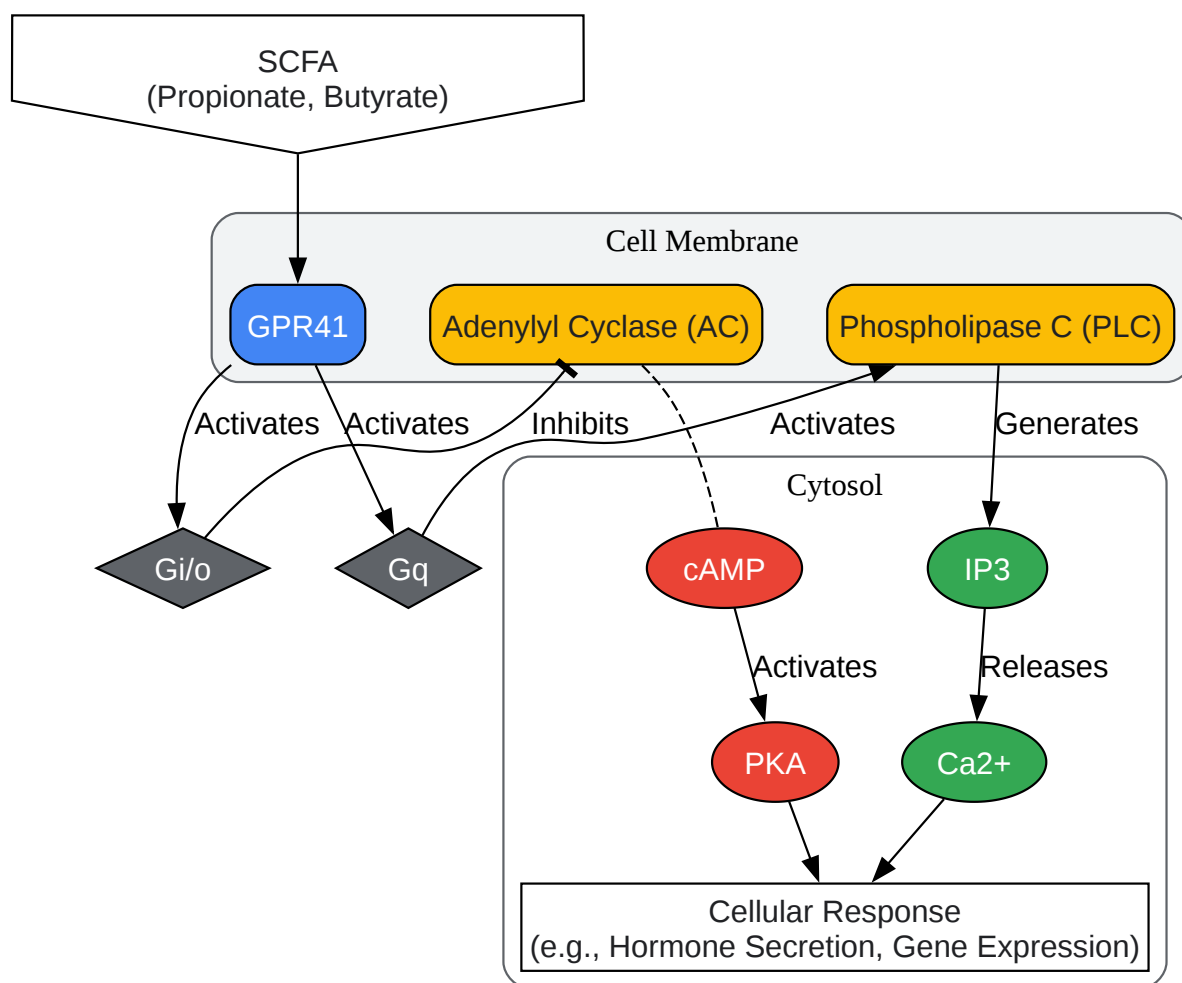 SCFA
(Propionate, Butyrate)
Cell Membrane
GPR41
Adenylyl Cyclase (AC)
Phospholipase C (PLC)
Activates
Activates
Inhibits
Activates
Generates
Cytosol
Gi/o
Gq
cAMP
IP3
Activates
Releases
PKA
Ca2+
Cellular Response
(e.g., Hormone Secretion, Gene Expression)